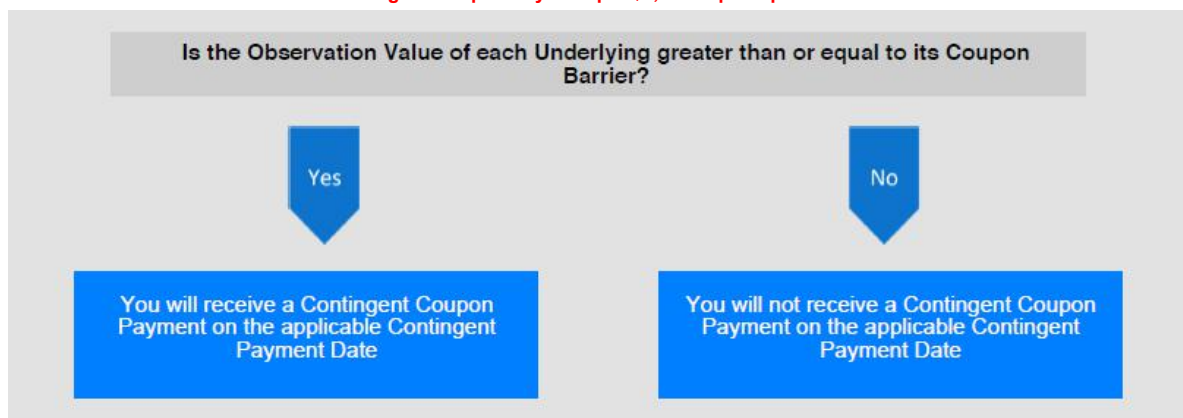 Is the Observation Value of each Underlying greater than or equal to its Coupon
Barrier?
Yes
No
You will receive a Contingent Coupon
Payment on the applicable Contingent
Payment Date
You will not receive a Contingent Coupon
Payment on the applicable Contingent
Payment Date